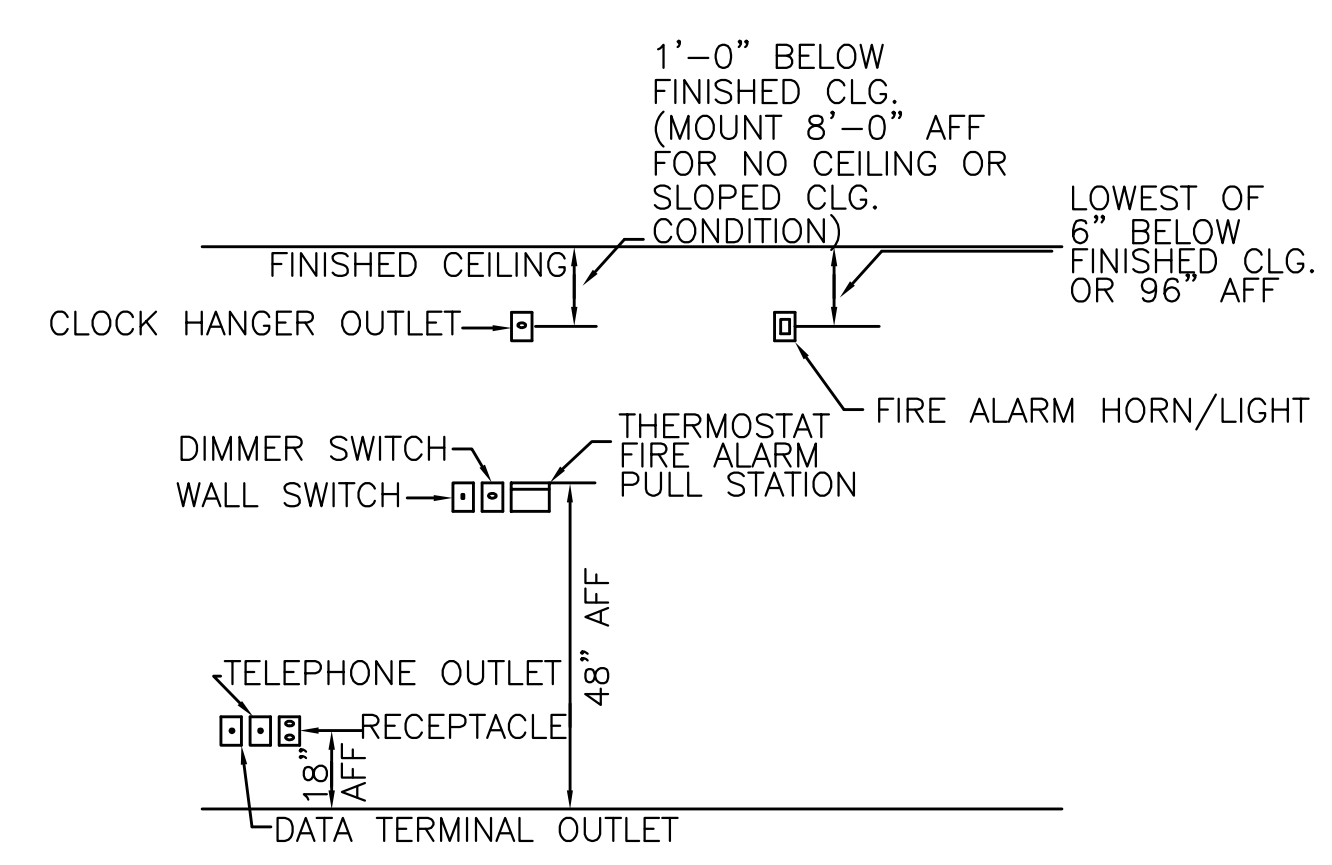 1'-0" BELOW
FINISHED CLG.
(MOUNT 8'-0" AFF
FOR NO CEILING OR
SLOPED CLG.
CONDITION)
LOWEST OF
6" BELOW
FINISHED CLG.
OR 96" AFF
FINISHED CEILING
CLOCK HANGER OUTLET
FIRE ALARM HORN/LIGHT
DIMMER SWITCH
WALL SWITCH
THERMOSTAT
FIRE ALARM
PULL STATION
48" AFF
TELEPHONE OUTLET
RECEPTACLE
18"
AFF
DATA TERMINAL OUTLET